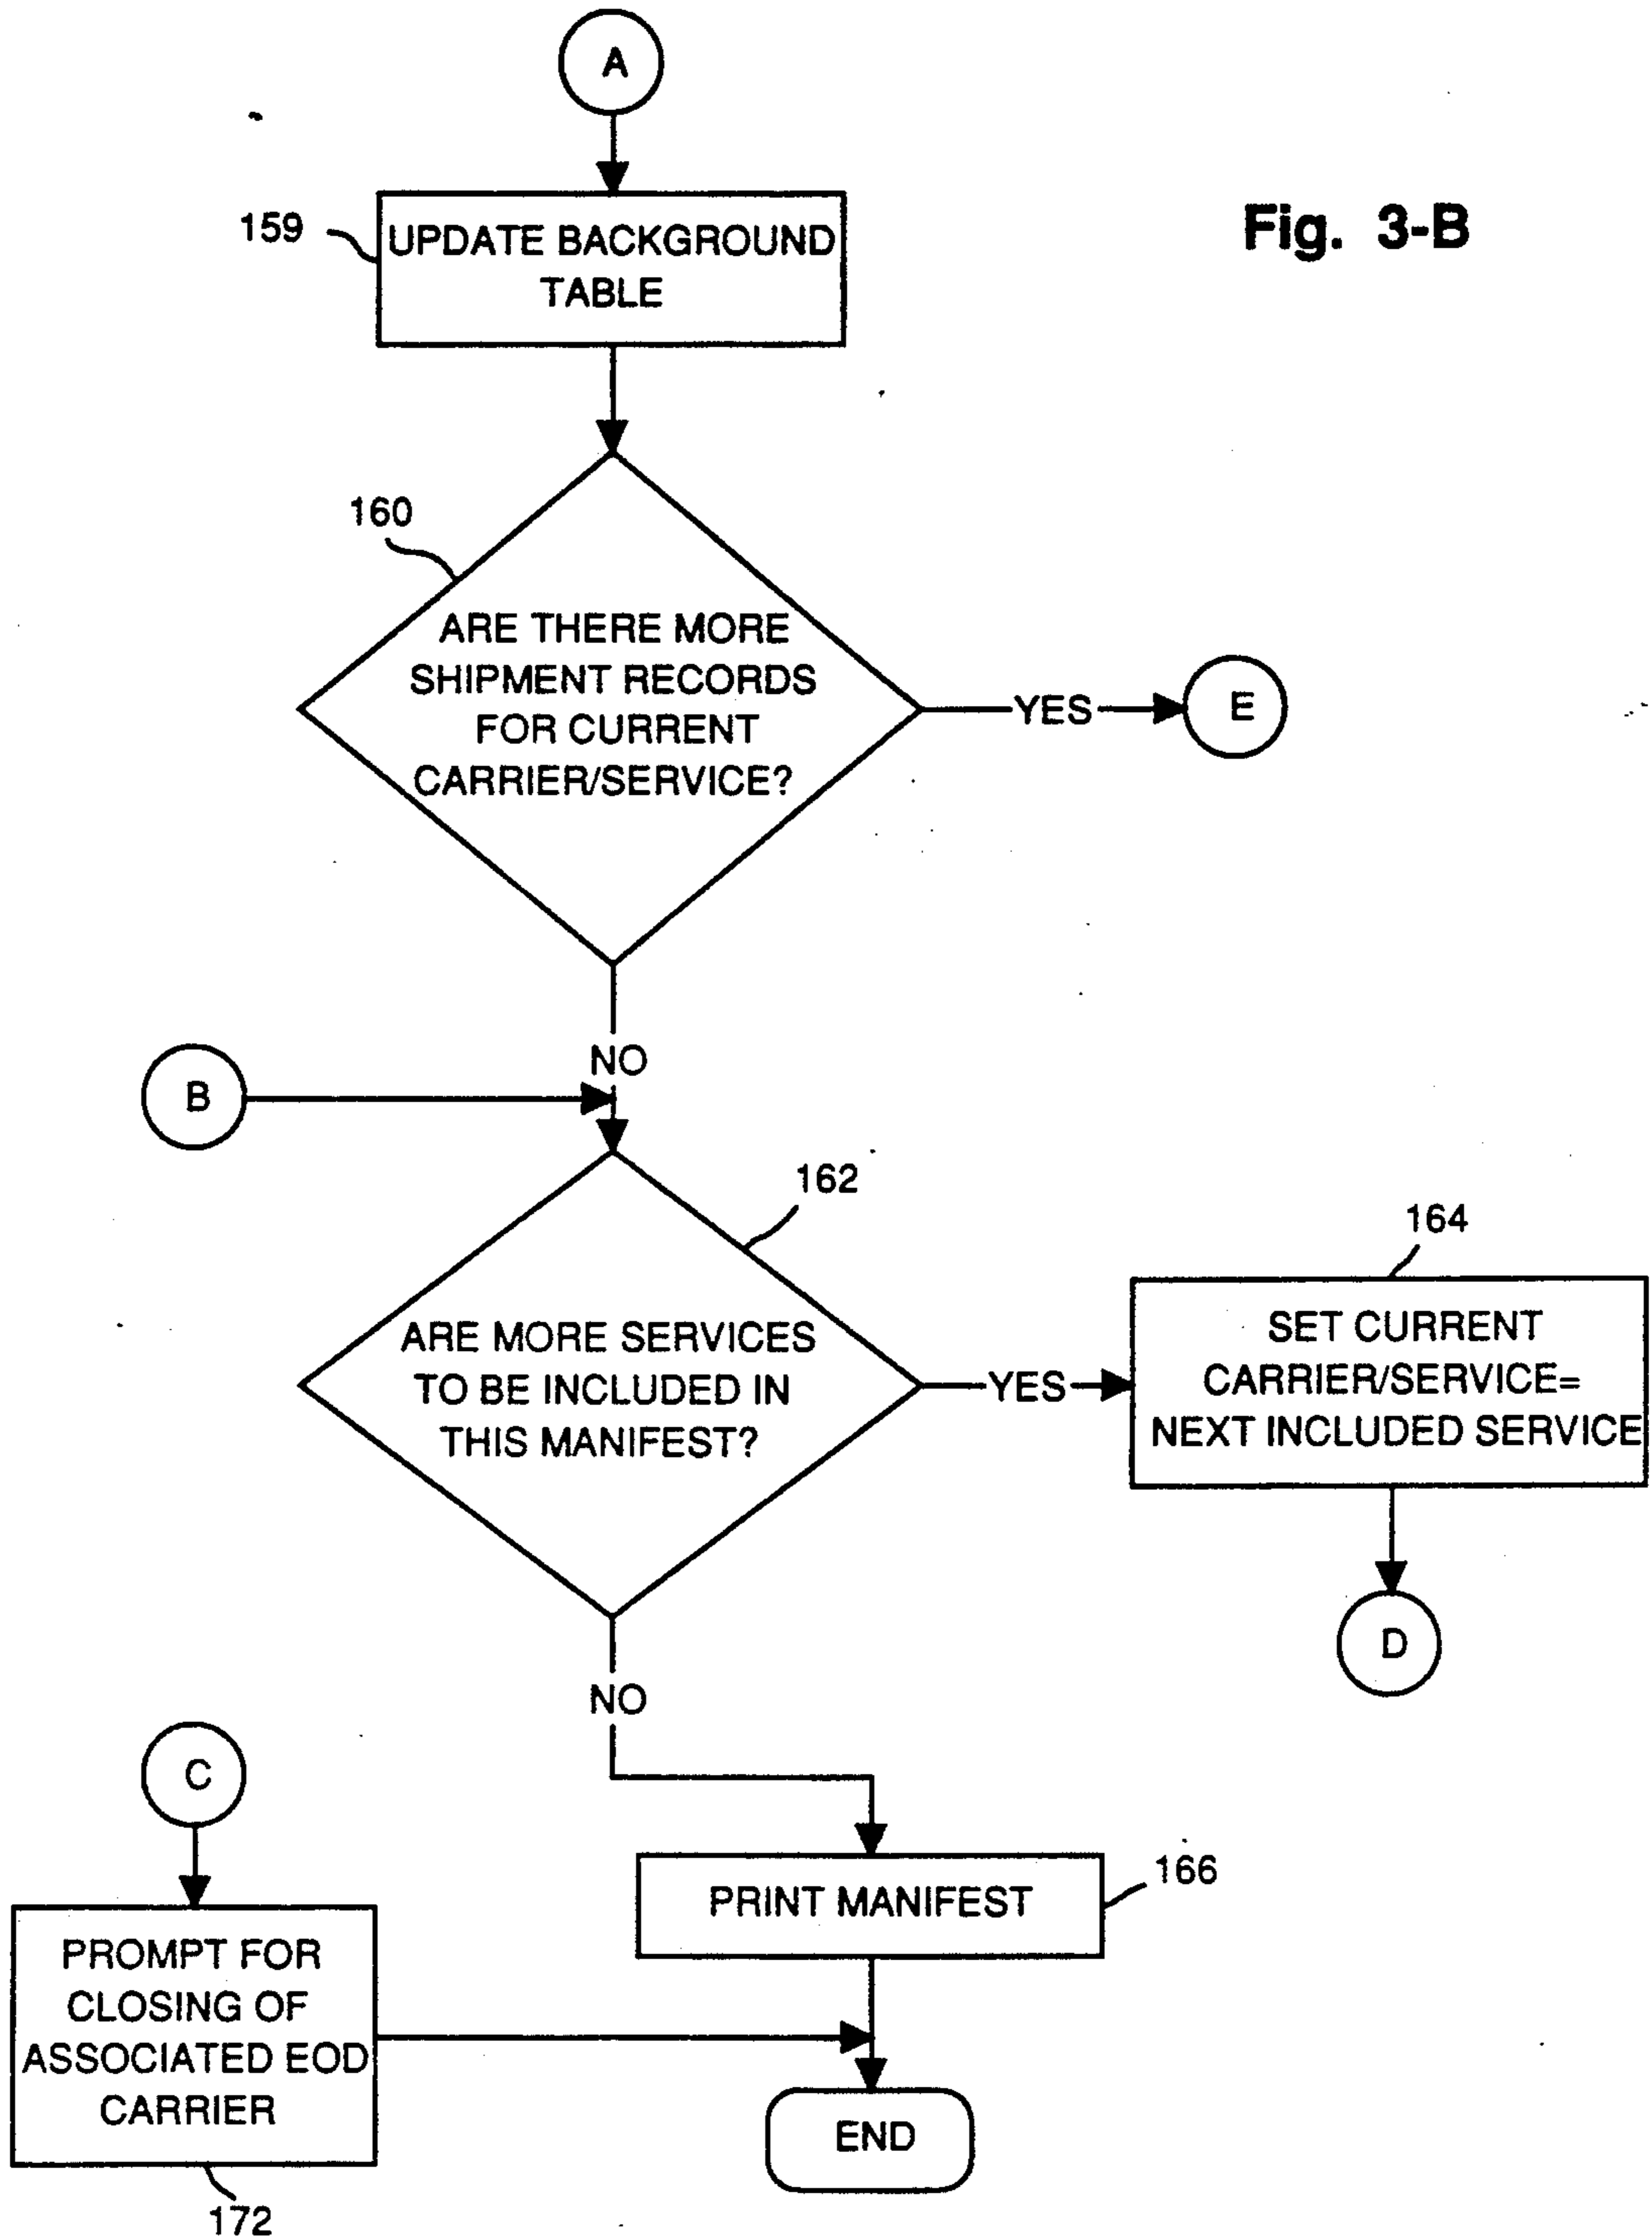 A
Fig. 3-B
159
UPDATE BACKGROUND
TABLE
160
ARE THERE MORE
SHIPMENT RECORDS
FOR CURRENT
CARRIER/SERVICE?
YES
E
NO
B
162
ARE MORE SERVICES
TO BE INCLUDED IN
THIS MANIFEST?
YES
164
SET CURRENT
CARRIER/SERVICE=
NEXT INCLUDED SERVICE
D
NO
C
PRINT MANIFEST
166
PROMPT FOR
CLOSING OF
ASSOCIATED EOD
CARRIER
172
END